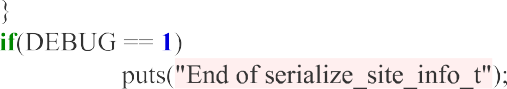 }
if(DEBUG == 1)
puts("End of serialize_site_info_t");